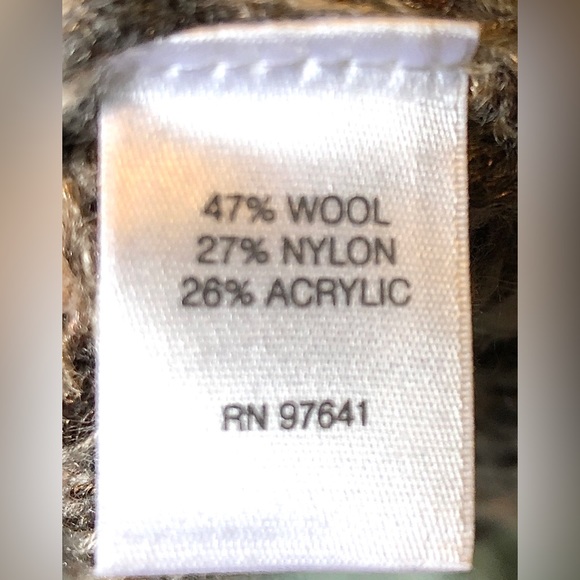 47% WOOL
27% NYLON
26% ACRYLIC
RN 97641